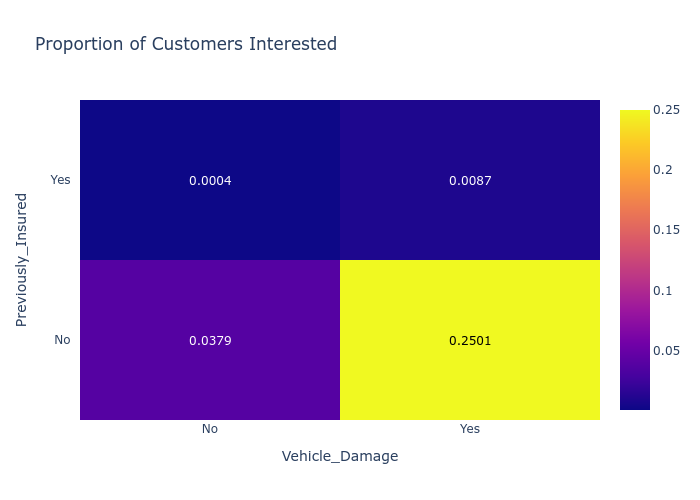 Proportion of Customers Interested
Previously_Insured
Yes
No
0.0004
0.0087
0.0379
0.2501
No
Yes
Vehicle_Damage
0.25
0.2
0.15
0.1
0.05